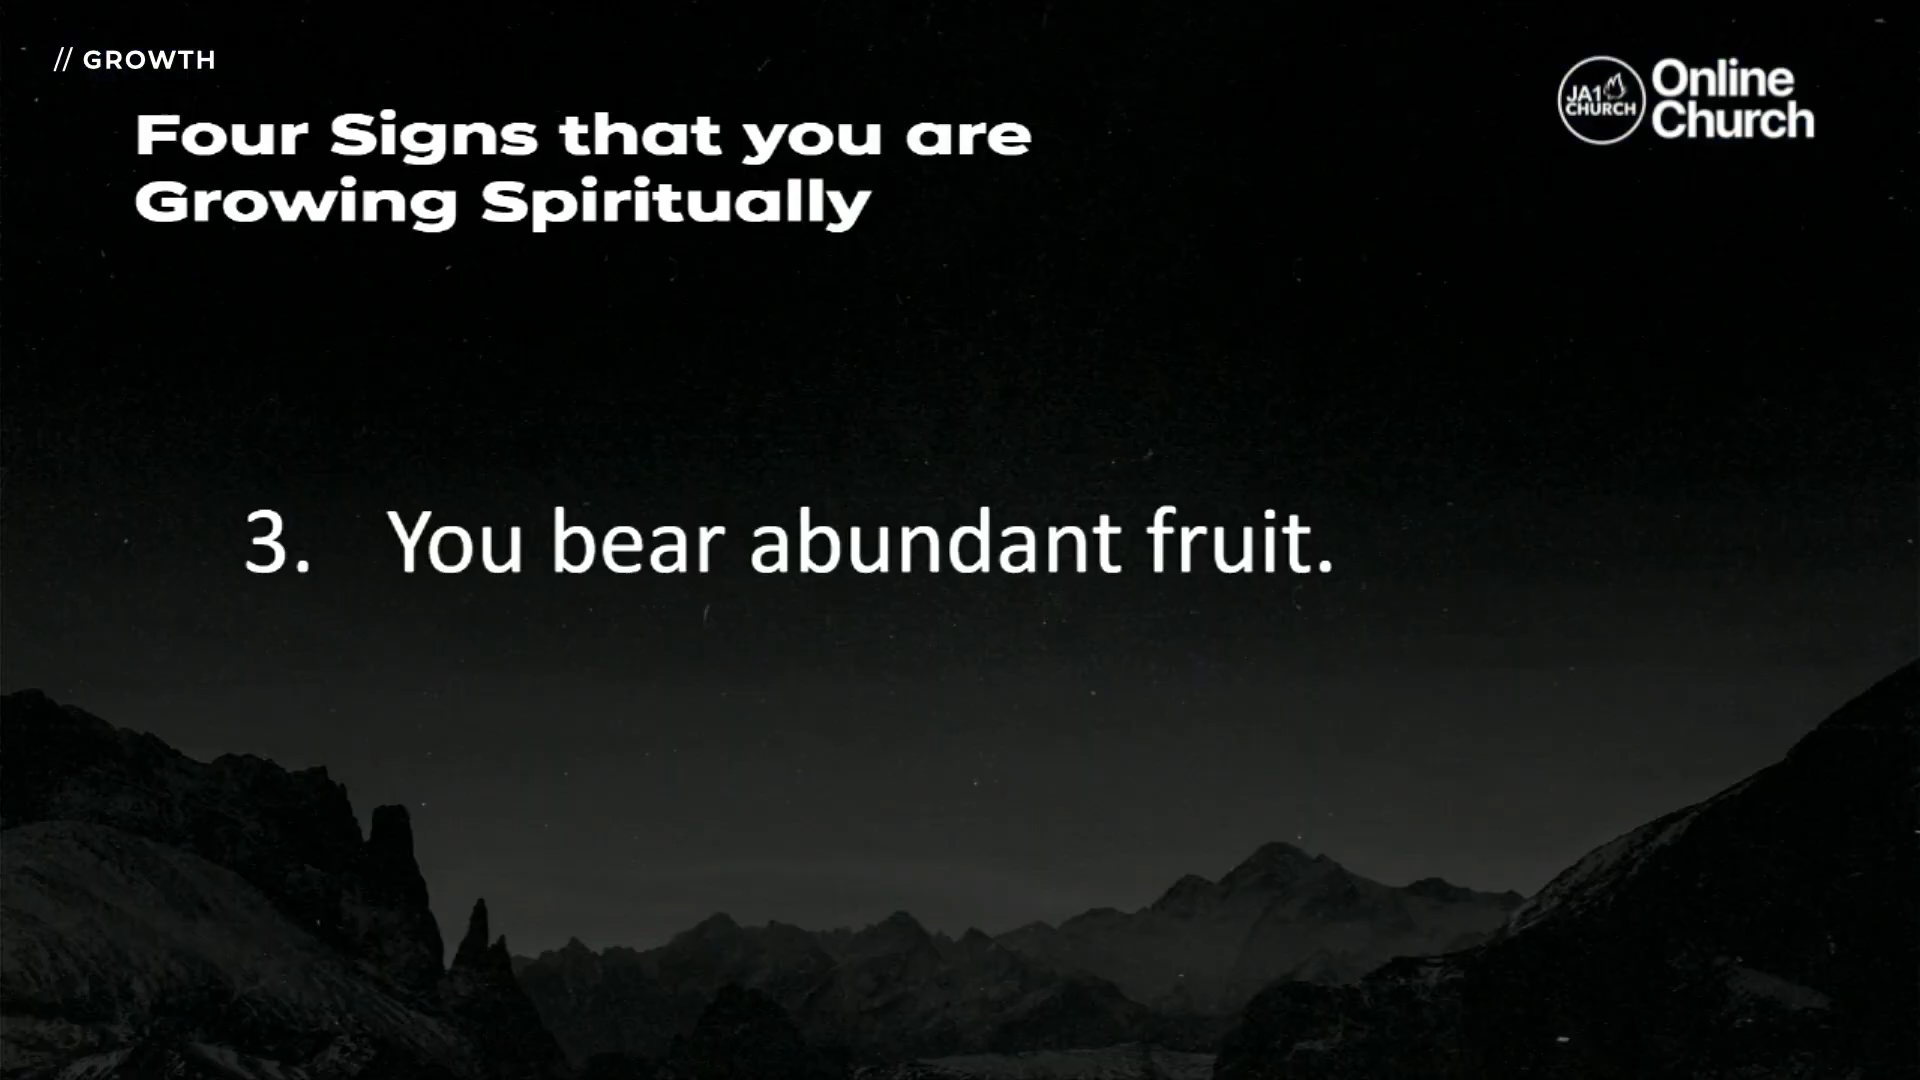 // GROWTH
JA1
CHURCH
Online
Church
Four Signs that you are
Growing Spiritually
3. You bear abundant fruit.